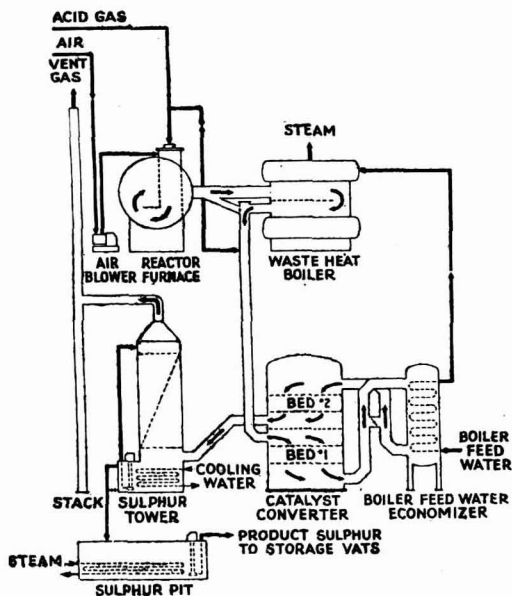 ACID GAS
AIR
VENT
GAS
STEAM
AIR
BLOWER
REACTOR
FURNACE
WASTE HEAT
BOILER
BED #2
BED #1
COOLING
WATER
BOILER
FEED
WATER
STACK
SULPHUR
TOWER
CATALYST
CONVERTER
BOILER FEED WATER
ECONOMIZER
PRODUCT SULPHUR
TO STORAGE VATS
STEAM
SULPHUR PIT